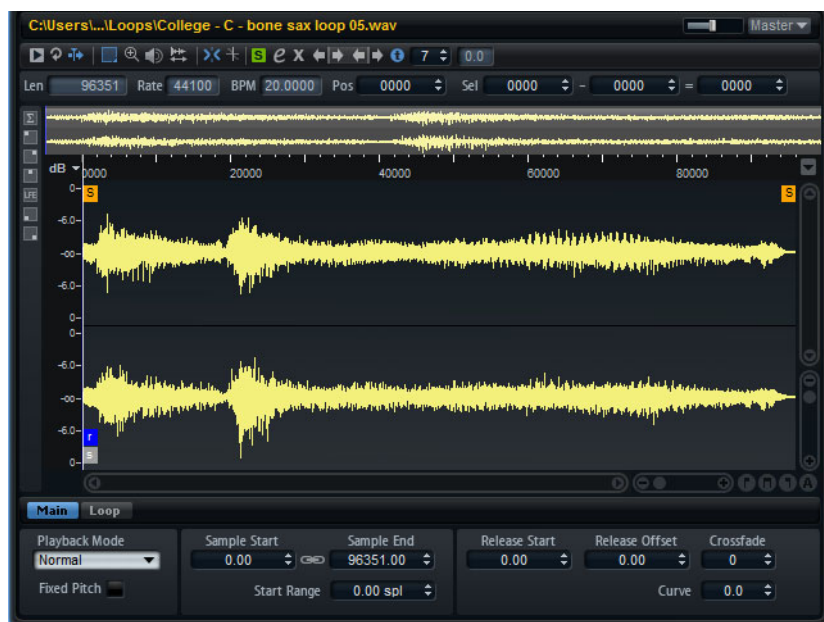 C:\Users\...\Loops\College - C - bone sax loop 05.wav Master
S e X 7 0.0
Len 96351 Rate 44100 BPM 20.0000 Pos 0000 Sel 0000 - 0000 = 0000
Σ
LFE
dB 0000 20000 40000 60000 80000
0- S S
-6.0-
-oo-
-6.0-
0-
0-
-6.0-
-oo-
-6.0- r
0- s
A
Main Loop
Playback Mode Sample Start Sample End Release Start Release Offset Crossfade
Normal 0.00 96351.00 0.00 0.00 0
Fixed Pitch Start Range 0.00 spl Curve 0.0